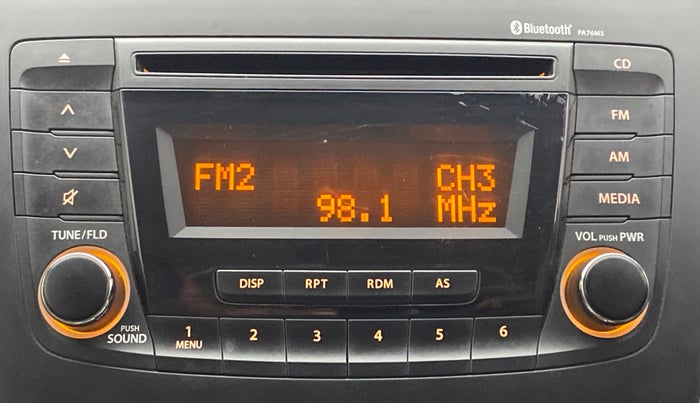 Bluetooth® PA76M3
CD
FM
AM
MEDIA
FM2 CH3
98.1 MHz
TUNE/FLD
VOL PUSH PWR
DISP RPT RDM AS
PUSH
SOUND
1 2 3 4 5 6
MENU